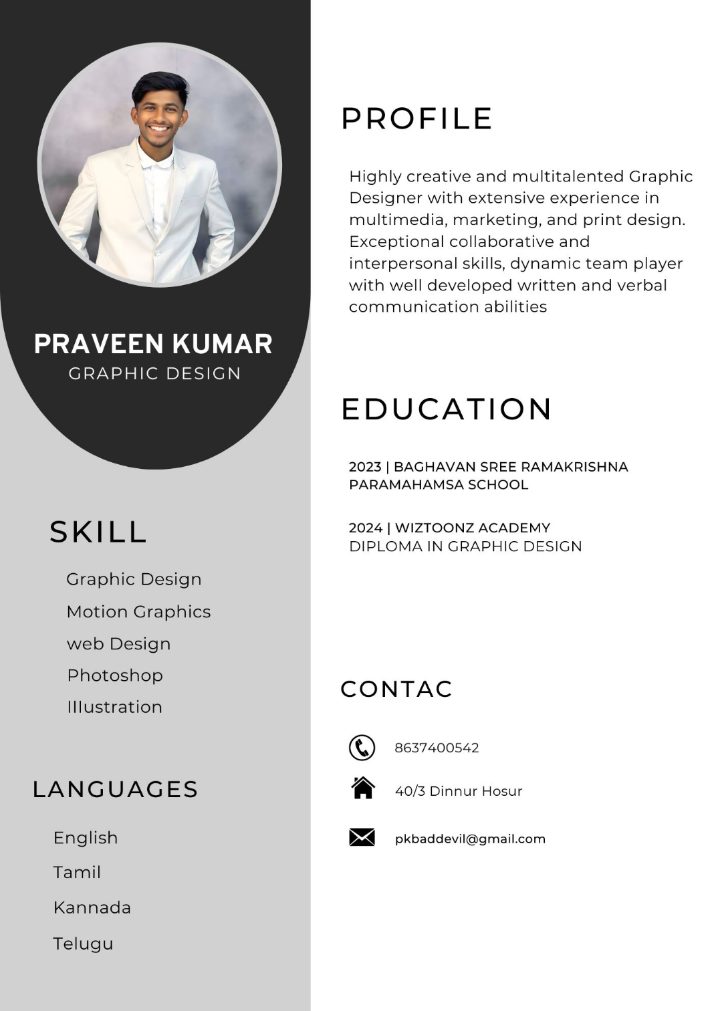 PRAVEEN KUMAR
GRAPHIC DESIGN
SKILL
Graphic Design
Motion Graphics
web Design
Photoshop
Illustration
LANGUAGES
English
Tamil
Kannada
Telugu
PROFILE
Highly creative and multitalented Graphic
Designer with extensive experience in
multimedia, marketing, and print design.
Exceptional collaborative and
interpersonal skills, dynamic team player
with well developed written and verbal
communication abilities
EDUCATION
2023 | BAGHAVAN SREE RAMAKRISHNA
PARAMAHAMSA SCHOOL
2024 | WIZTOONZ ACADEMY
DIPLOMA IN GRAPHIC DESIGN
CONTAC
8637400542
40/3 Dinnur Hosur
pkbaddevil@gmail.com